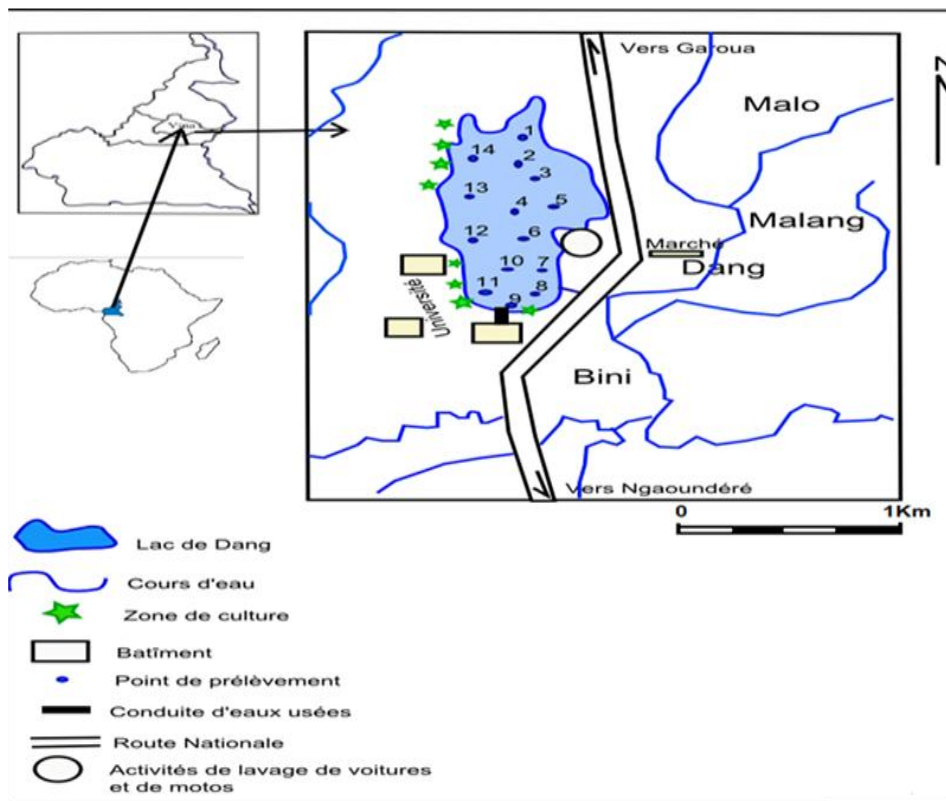 Vina
N
Vers Garoua
Malo
1
14
2
3
13
4
5
Malang
12
6
Marché
Dang
10
7
11
8
9
Université
Bini
Vers Ngaoundéré
0 1Km
Lac de Dang
Cours d'eau
Zone de culture
Batîment
Point de prélèvement
Conduite d'eaux usées
Route Nationale
Activités de lavage de voitures
et de motos